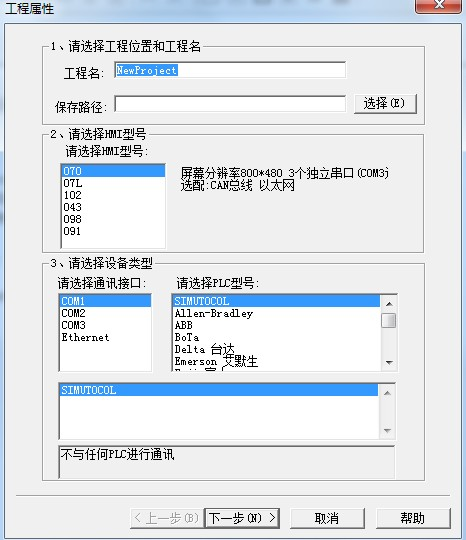 工程属性
1、请选择工程位置和工程名
工程名:
NewProject
保存路径:
选择(E)
2、请选择HMI型号
请选择HMI型号:
070
07L
102
043
098
091
屏幕分辨率800*480 3个独立串口(COM3)
选配:CAN总线 以太网
3、请选择设备类型
请选择通讯接口:
请选择PLC型号:
COM1
COM2
COM3
Ethernet
SIMUTOCOL
Allen-Bradley
ABB
BoTa
Delta 台达
Emerson 艾默生
SIMUTOCOL
不与任何PLC进行通讯
< 上一步(B)
下一步(N) >
取消
帮助